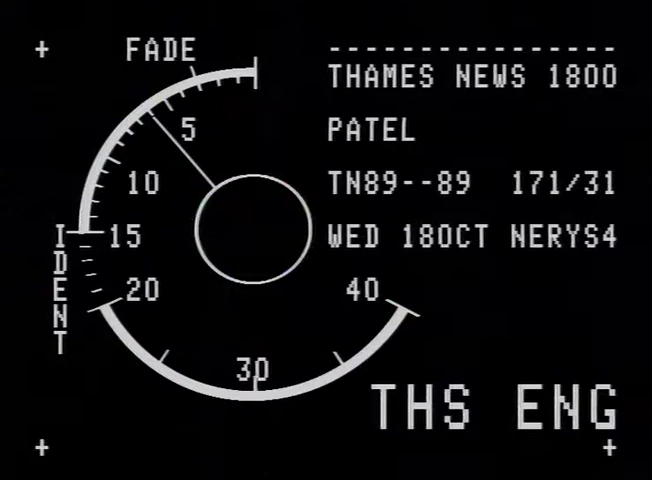 FADE
----------------
THAMES NEWS 1800
5
PATEL
10
TN89--89 171/31
15
WED 18OCT NERYS4
IDENT
20
40
30
THS ENG